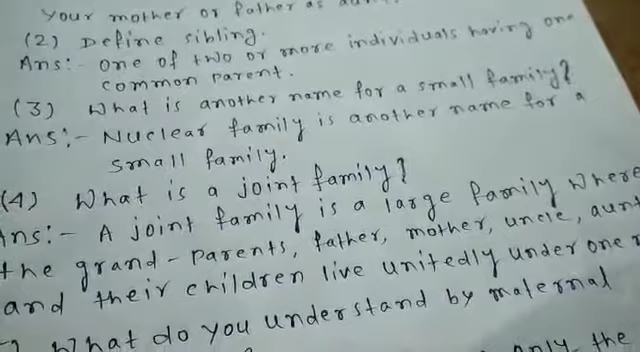 your mother or father as
(2) Define sibling.
Ans:- One of two or more individuals having one
common parent.
(3) What is another name for a small family?
Ans:- Nuclear family is another name for a
small family.
(4) What is a joint family?
Ans:- A joint family is a large family where
the grand-parents, father, mother, uncle, aunt
and their children live unitedly under one
What do you understand by maternal
only the